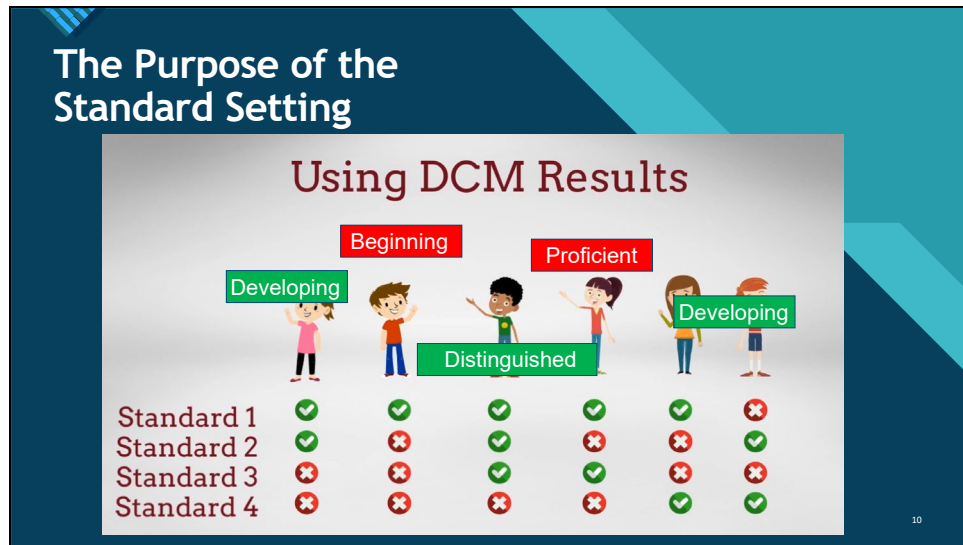 The Purpose of the
Standard Setting
Using DCM Results
Beginning
Proficient
Developing
Developing
Distinguished
Standard 1
Standard 2
Standard 3
Standard 4
10